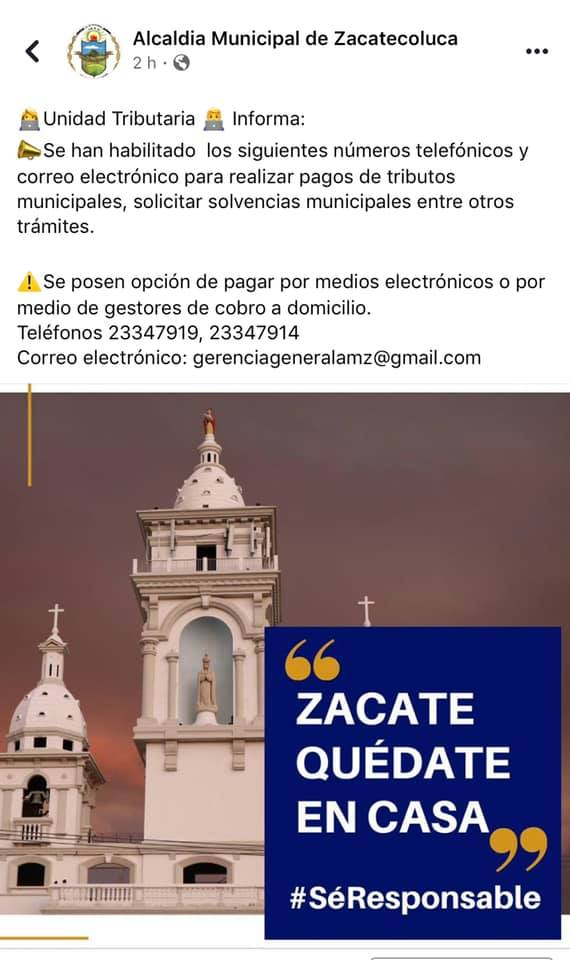 Alcaldia Municipal de Zacatecoluca
2 h ·
Unidad Tributaria Informa:
Se han habilitado los siguientes números telefónicos y
correo electrónico para realizar pagos de tributos
municipales, solicitar solvencias municipales entre otros
trámites.
Se posen opción de pagar por medios electrónicos o por
medio de gestores de cobro a domicilio.
Teléfonos 23347919, 23347914
Correo electrónico: gerenciageneralamz@gmail.com
“
ZACATE
QUÉDATE
EN CASA
”
#SéResponsable